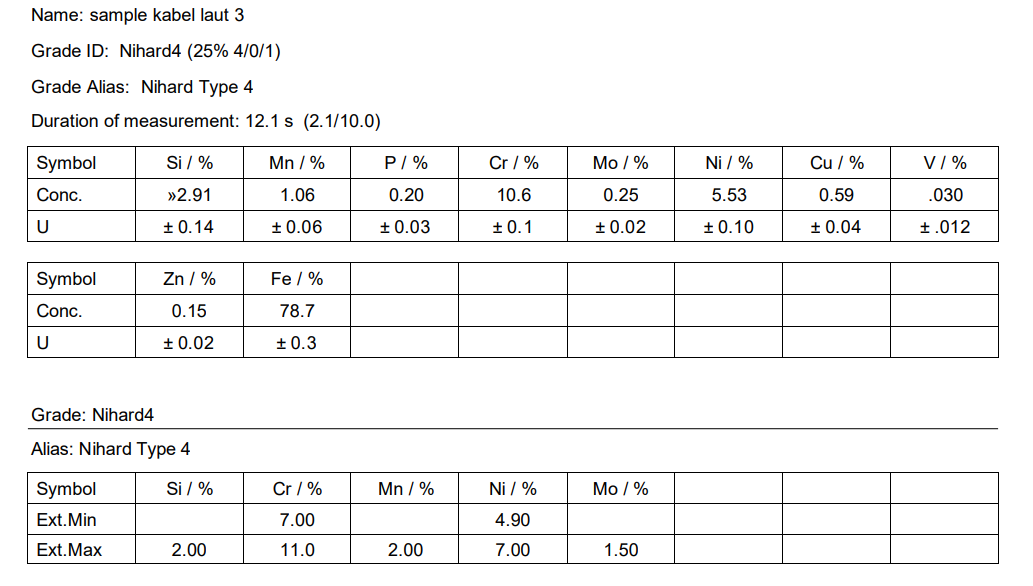 Name: sample kabel laut 3
Grade ID: Nihard4 (25% 4/0/1)
Grade Alias: Nihard Type 4
Duration of measurement: 12.1 s (2.1/10.0)
Symbol Si / % Mn / % P / % Cr / % Mo / % Ni / % Cu / % V / %
Conc. »2.91 1.06 0.20 10.6 0.25 5.53 0.59 .030
U ± 0.14 ± 0.06 ± 0.03 ± 0.1 ± 0.02 ± 0.10 ± 0.04 ± .012
Symbol Zn / % Fe / %
Conc. 0.15 78.7
U ± 0.02 ± 0.3
Grade: Nihard4
Alias: Nihard Type 4
Symbol Si / % Cr / % Mn / % Ni / % Mo / %
Ext.Min 7.00 4.90
Ext.Max 2.00 11.0 2.00 7.00 1.50